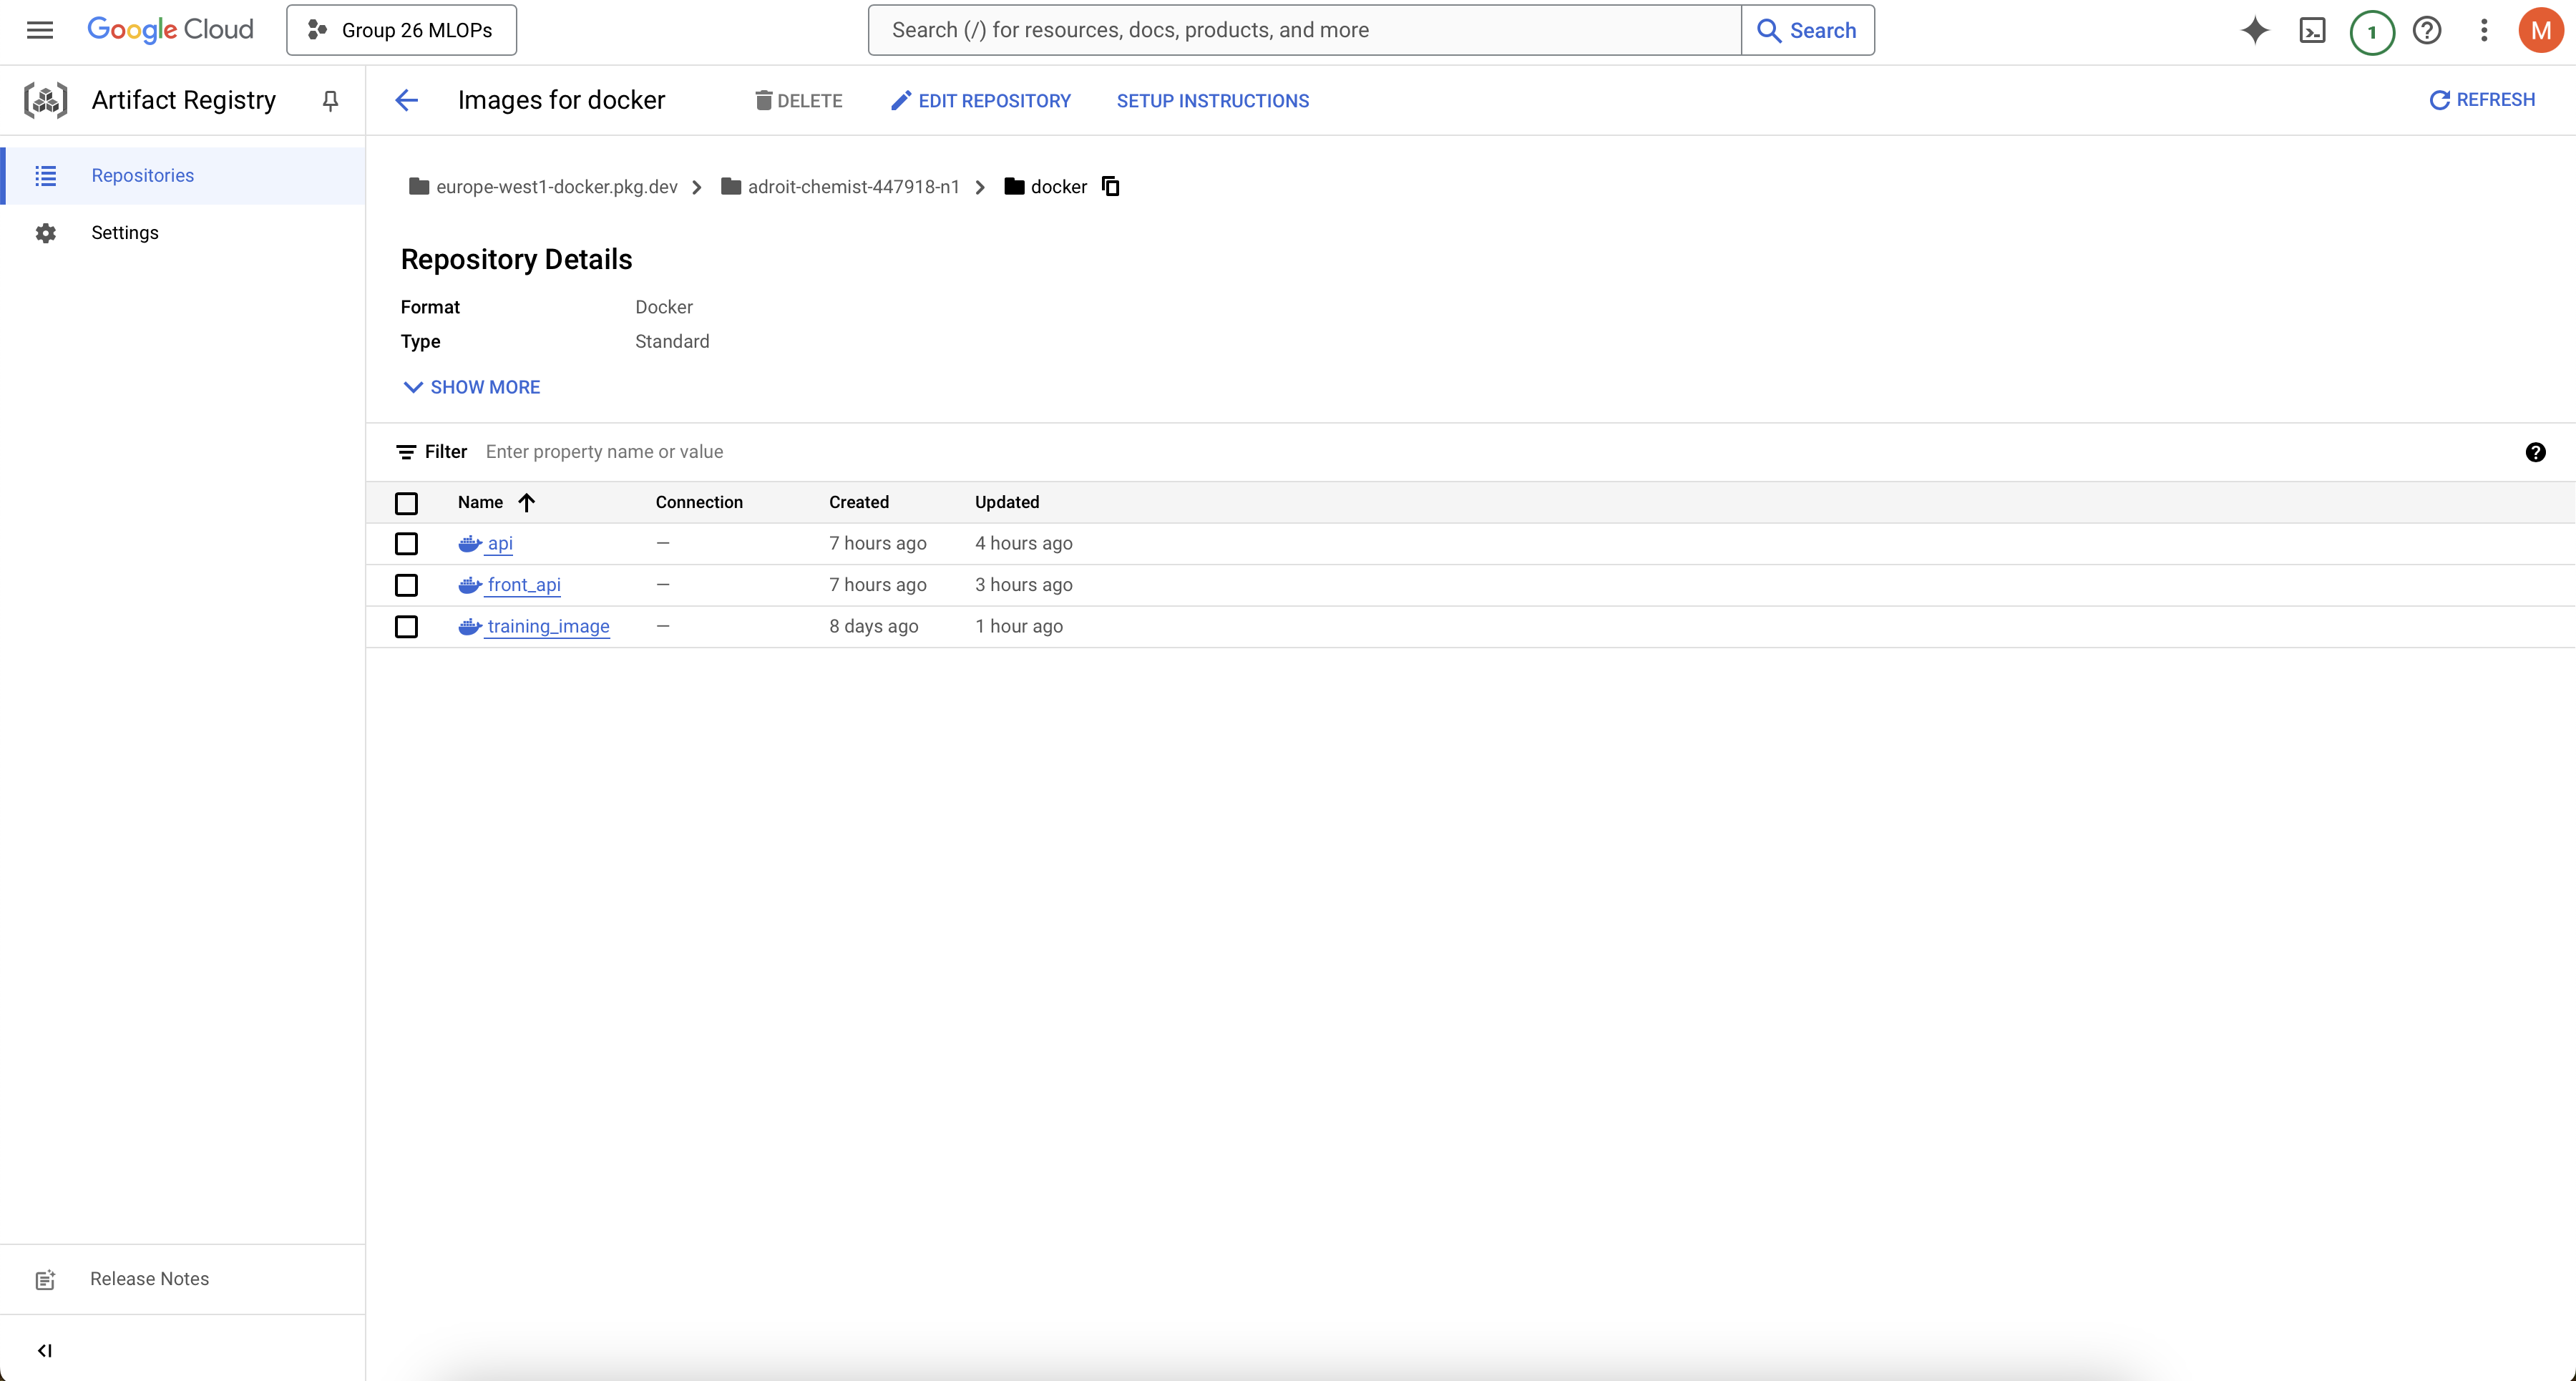 Google Cloud
Group 26 MLOPs
Search (/) for resources, docs, products, and more
Search
1
M
Artifact Registry
Images for docker
DELETE
EDIT REPOSITORY
SETUP INSTRUCTIONS
REFRESH
Repositories
Settings
europe-west1-docker.pkg.dev
adroit-chemist-447918-n1
docker
Repository Details
Format Docker
Type Standard
SHOW MORE
Filter Enter property name or value
Name Connection Created Updated
api — 7 hours ago 4 hours ago
front_api — 7 hours ago 3 hours ago
training_image — 8 days ago 1 hour ago
Release Notes